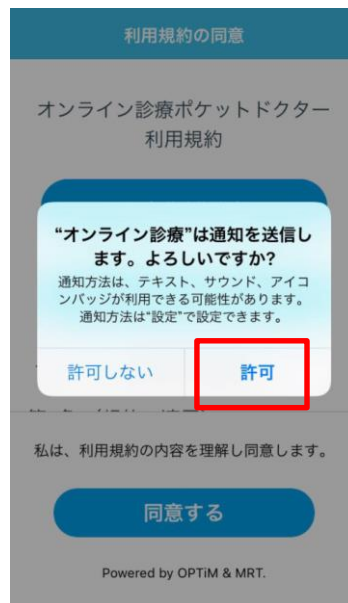 利用規約の同意
オンライン診療ポケットドクター
利用規約
“オンライン診療”は通知を送信し
ます。よろしいですか?
通知方法は、テキスト、サウンド、アイコ
ンバッジが利用できる可能性があります。
通知方法は“設定”で設定できます。
許可しない
許可
私は、利用規約の内容を理解し同意します。
同意する
Powered by OPTiM & MRT.